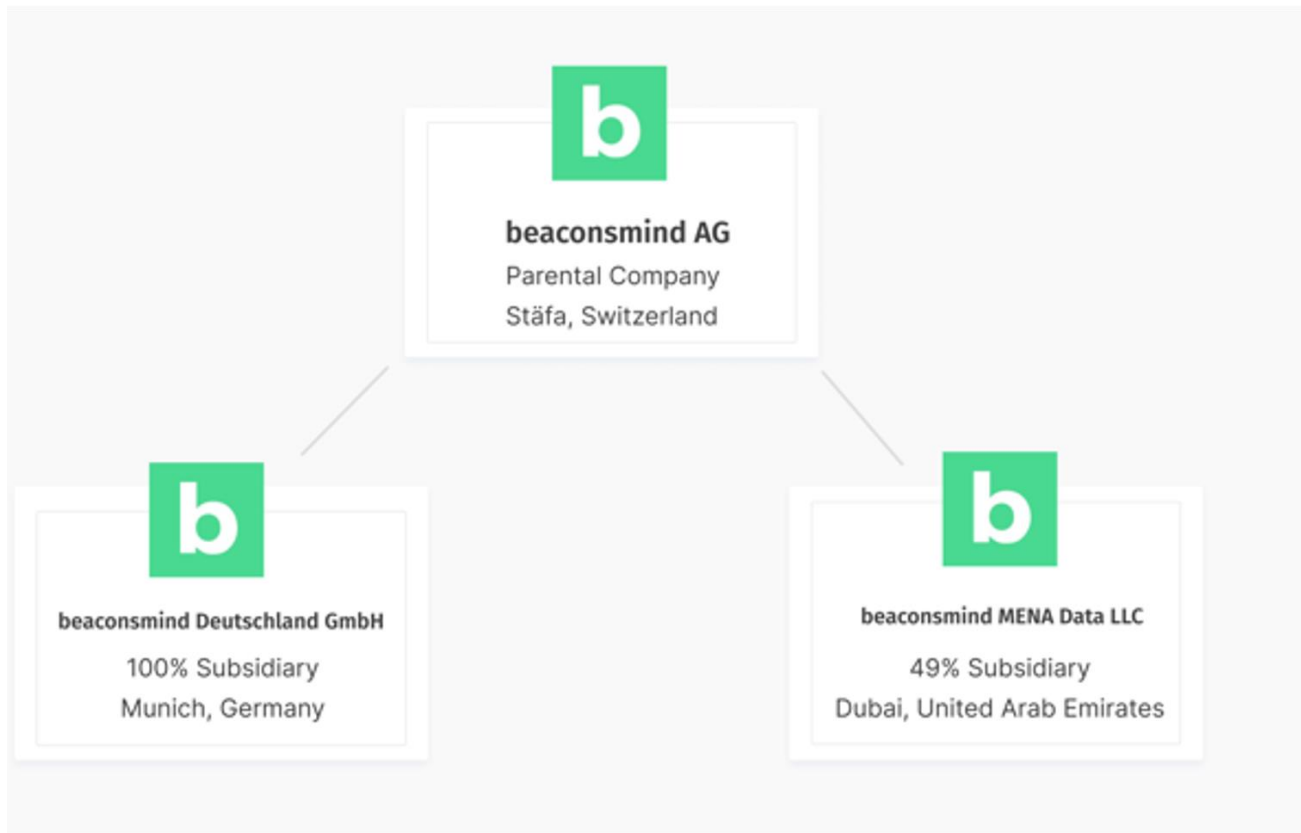 b
beaconsmind AG
Parental Company
Stäfa, Switzerland
b
beaconsmind Deutschland GmbH
100% Subsidiary
Munich, Germany
b
beaconsmind MENA Data LLC
49% Subsidiary
Dubai, United Arab Emirates